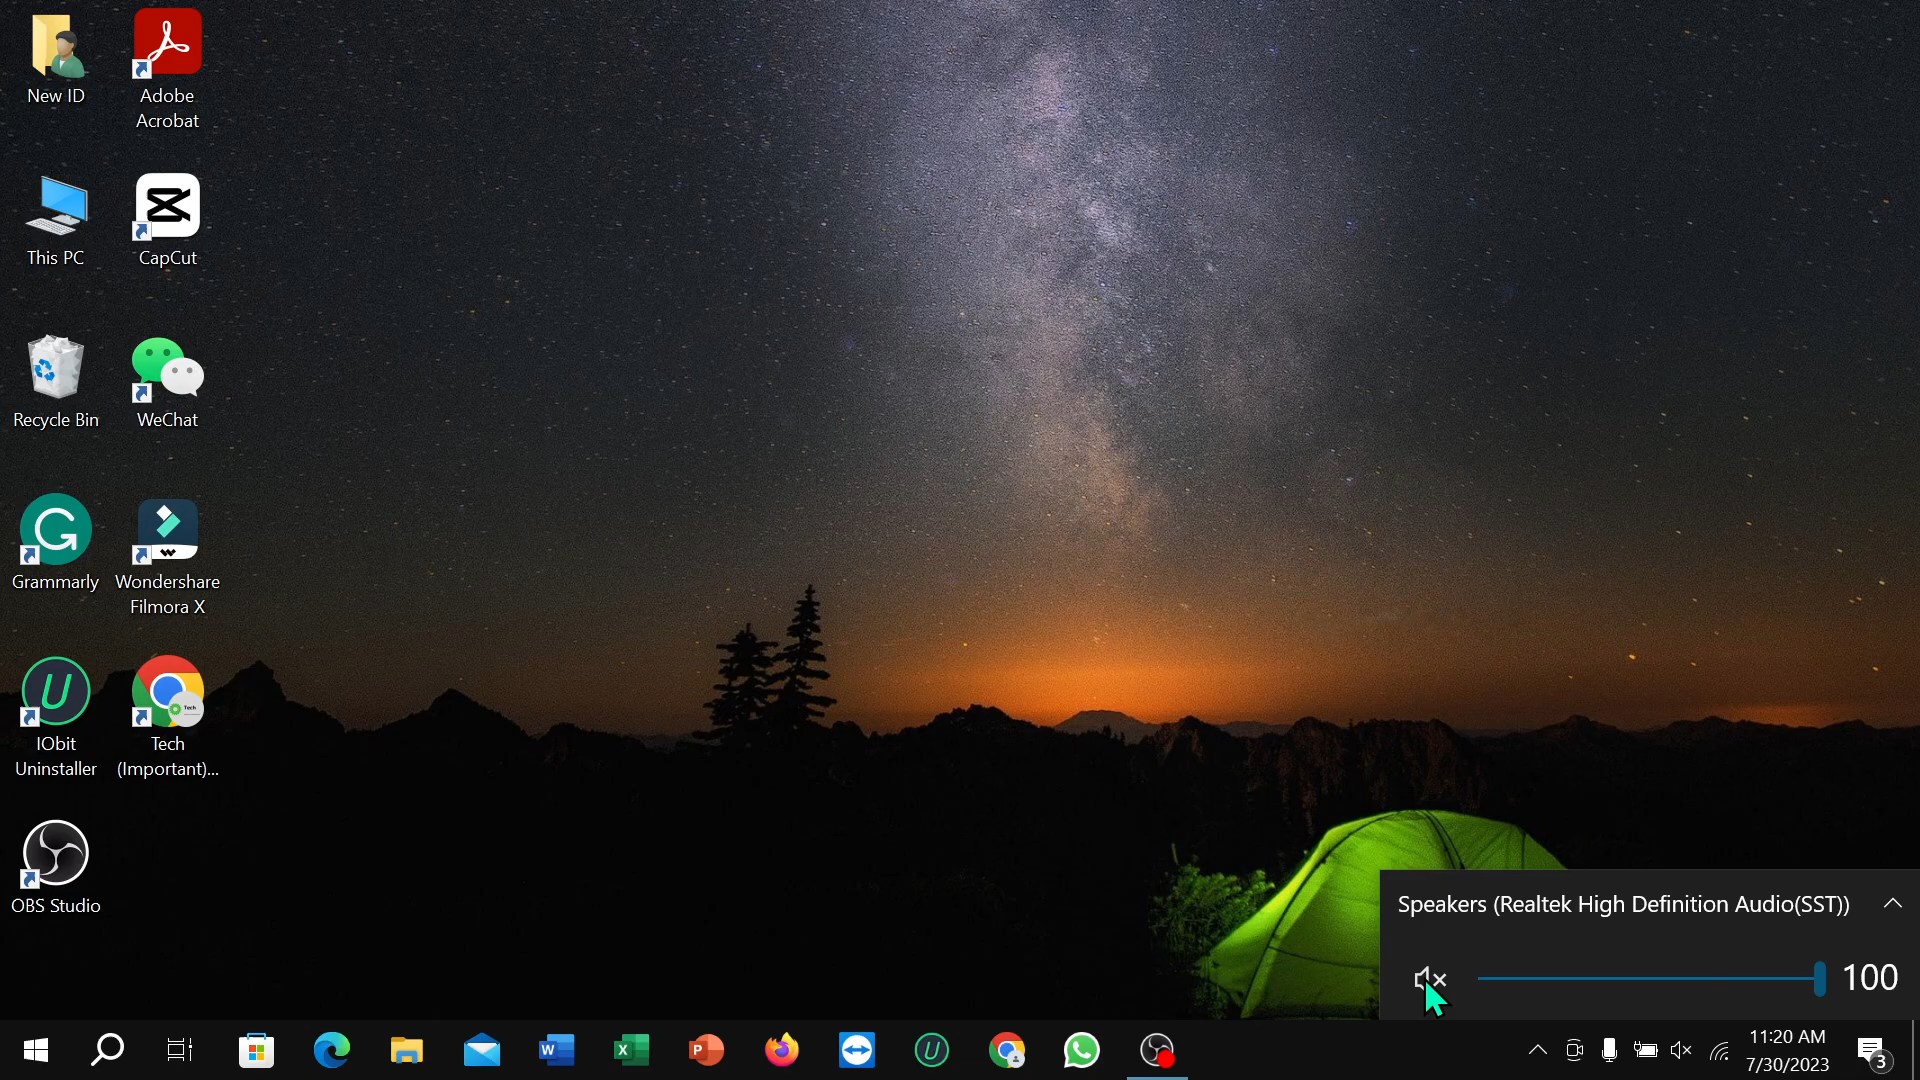 New ID
Adobe
Acrobat
This PC
CapCut
Recycle Bin
WeChat
Grammarly
Wondershare
Filmora X
IObit
Uninstaller
Tech
Tech
(Important)...
OBS Studio
Speakers (Realtek High Definition Audio(SST))
100
11:20 AM
7/30/2023
3